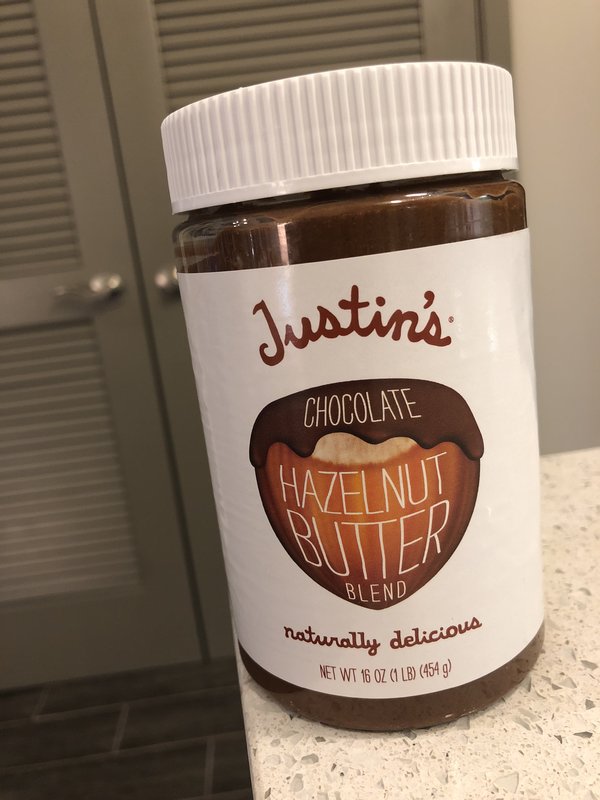 Justin's®
CHOCOLATE
HAZELNUT
BUTTER
BLEND
naturally delicious
NET WT 16 OZ (1 LB) (454 g)